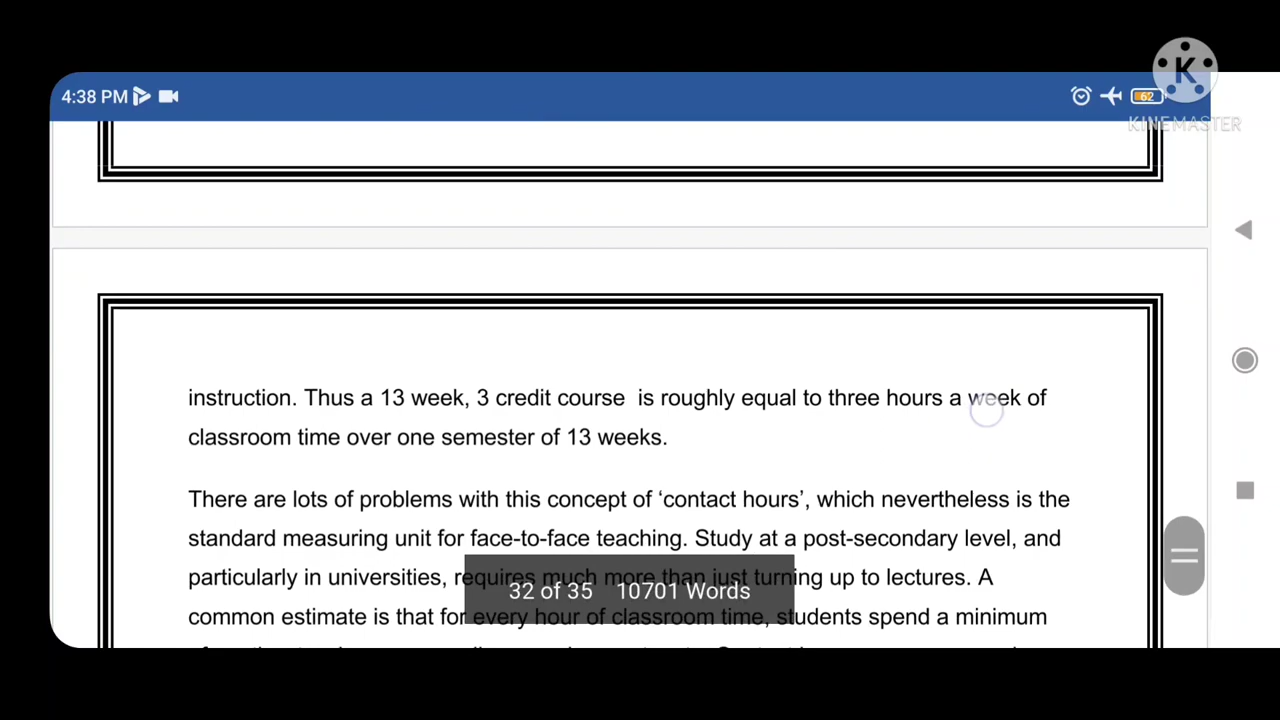 K
KINEMASTER
4:38 PM
62
instruction. Thus a 13 week, 3 credit course  is roughly equal to three hours a week of
classroom time over one semester of 13 weeks.
There are lots of problems with this concept of ‘contact hours’, which nevertheless is the
standard measuring unit for face-to-face teaching. Study at a post-secondary level, and
particularly in universities, requires much more than just turning up to lectures. A
common estimate is that for every hour of classroom time, students spend a minimum
32 of 35 10701 Words